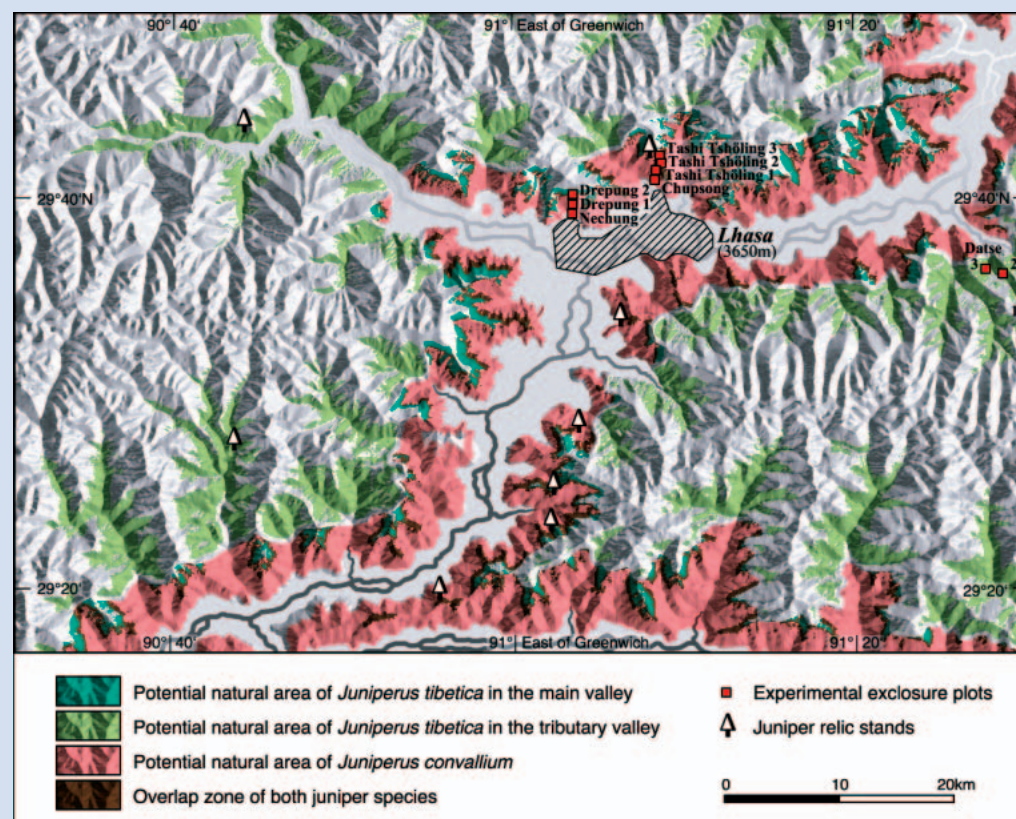 90° 40'
91° East of Greenwich
91° 20'
Tashi Tshöling 3
Tashi Tshöling 2
Tashi Tshöling 1
Chupsong
Drepung 2
Drepung 1
Nechung
29° 40'N
29° 40'N
Lhasa
(3650m)
Datse
3
2
1
29° 20'
29° 20'
90° 40'
91° East of Greenwich
91° 20'
Potential natural area of Juniperus tibetica in the main valley
Potential natural area of Juniperus tibetica in the tributary valley
Potential natural area of Juniperus convallium
Overlap zone of both juniper species
Experimental exclosure plots
Juniper relic stands
0 10 20km